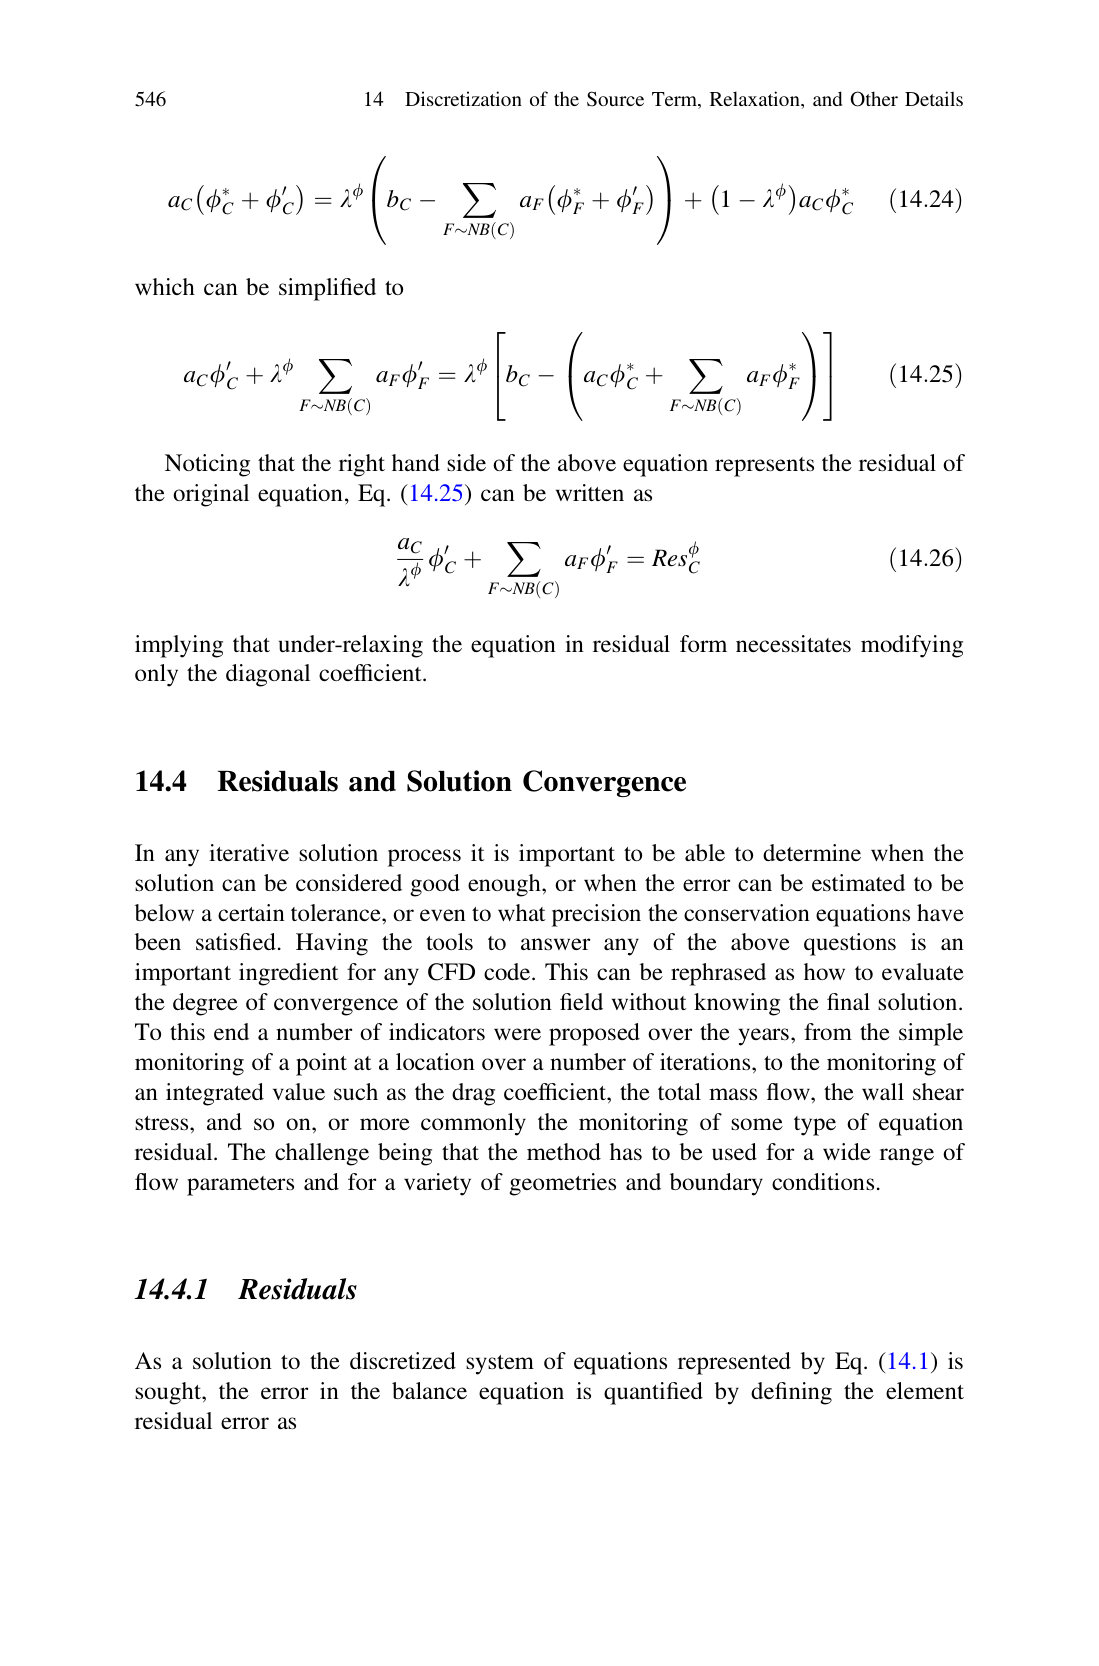 546 14 Discretization of the Source Term, Relaxation, and Other Details
$$a_C(\phi_C^* + \phi_C') = \lambda^\phi \left( b_C - \sum_{F \sim NB(C)} a_F(\phi_F^* + \phi_F') \right) + (1 - \lambda^\phi) a_C \phi_C^* \quad (14.24)$$
which can be simplified to
$$a_C \phi_C' + \lambda^\phi \sum_{F \sim NB(C)} a_F \phi_F' = \lambda^\phi \left[ b_C - \left( a_C \phi_C^* + \sum_{F \sim NB(C)} a_F \phi_F^* \right) \right] \quad (14.25)$$
Noticing that the right hand side of the above equation represents the residual of
the original equation, Eq. (14.25) can be written as
$$\frac{a_C}{\lambda^\phi} \phi_C' + \sum_{F \sim NB(C)} a_F \phi_F' = Res_C^\phi \quad (14.26)$$
implying that under-relaxing the equation in residual form necessitates modifying
only the diagonal coefficient.
14.4 Residuals and Solution Convergence
In any iterative solution process it is important to be able to determine when the
solution can be considered good enough, or when the error can be estimated to be
below a certain tolerance, or even to what precision the conservation equations have
been satisfied. Having the tools to answer any of the above questions is an
important ingredient for any CFD code. This can be rephrased as how to evaluate
the degree of convergence of the solution field without knowing the final solution.
To this end a number of indicators were proposed over the years, from the simple
monitoring of a point at a location over a number of iterations, to the monitoring of
an integrated value such as the drag coefficient, the total mass flow, the wall shear
stress, and so on, or more commonly the monitoring of some type of equation
residual. The challenge being that the method has to be used for a wide range of
flow parameters and for a variety of geometries and boundary conditions.
14.4.1 Residuals
As a solution to the discretized system of equations represented by Eq. (14.1) is
sought, the error in the balance equation is quantified by defining the element
residual error as